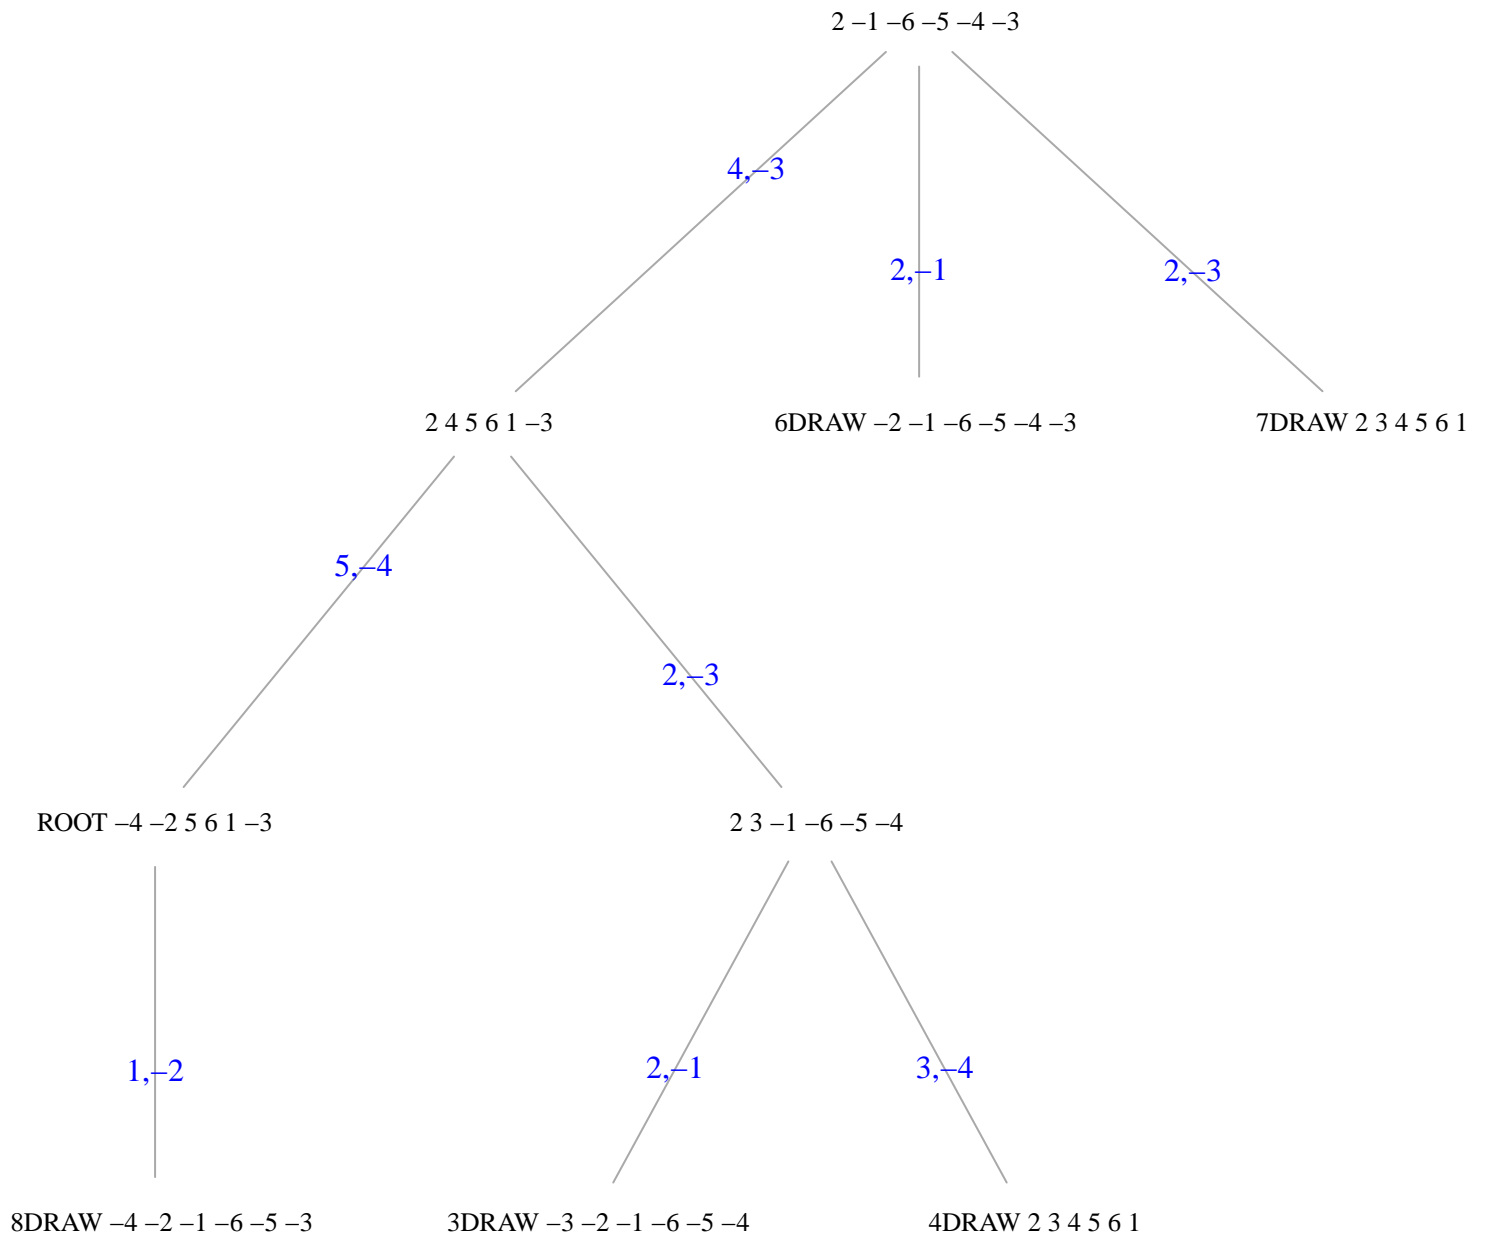 2 –1 –6 –5 –4 –3
4,–3
2,–1
2,–3
2 4 5 6 1 –3
6DRAW –2 –1 –6 –5 –4 –3
7DRAW 2 3 4 5 6 1
5,–4
2,–3
ROOT –4 –2 5 6 1 –3
2 3 –1 –6 –5 –4
1,–2
2,–1
3,–4
8DRAW –4 –2 –1 –6 –5 –3
3DRAW –3 –2 –1 –6 –5 –4
4DRAW 2 3 4 5 6 1